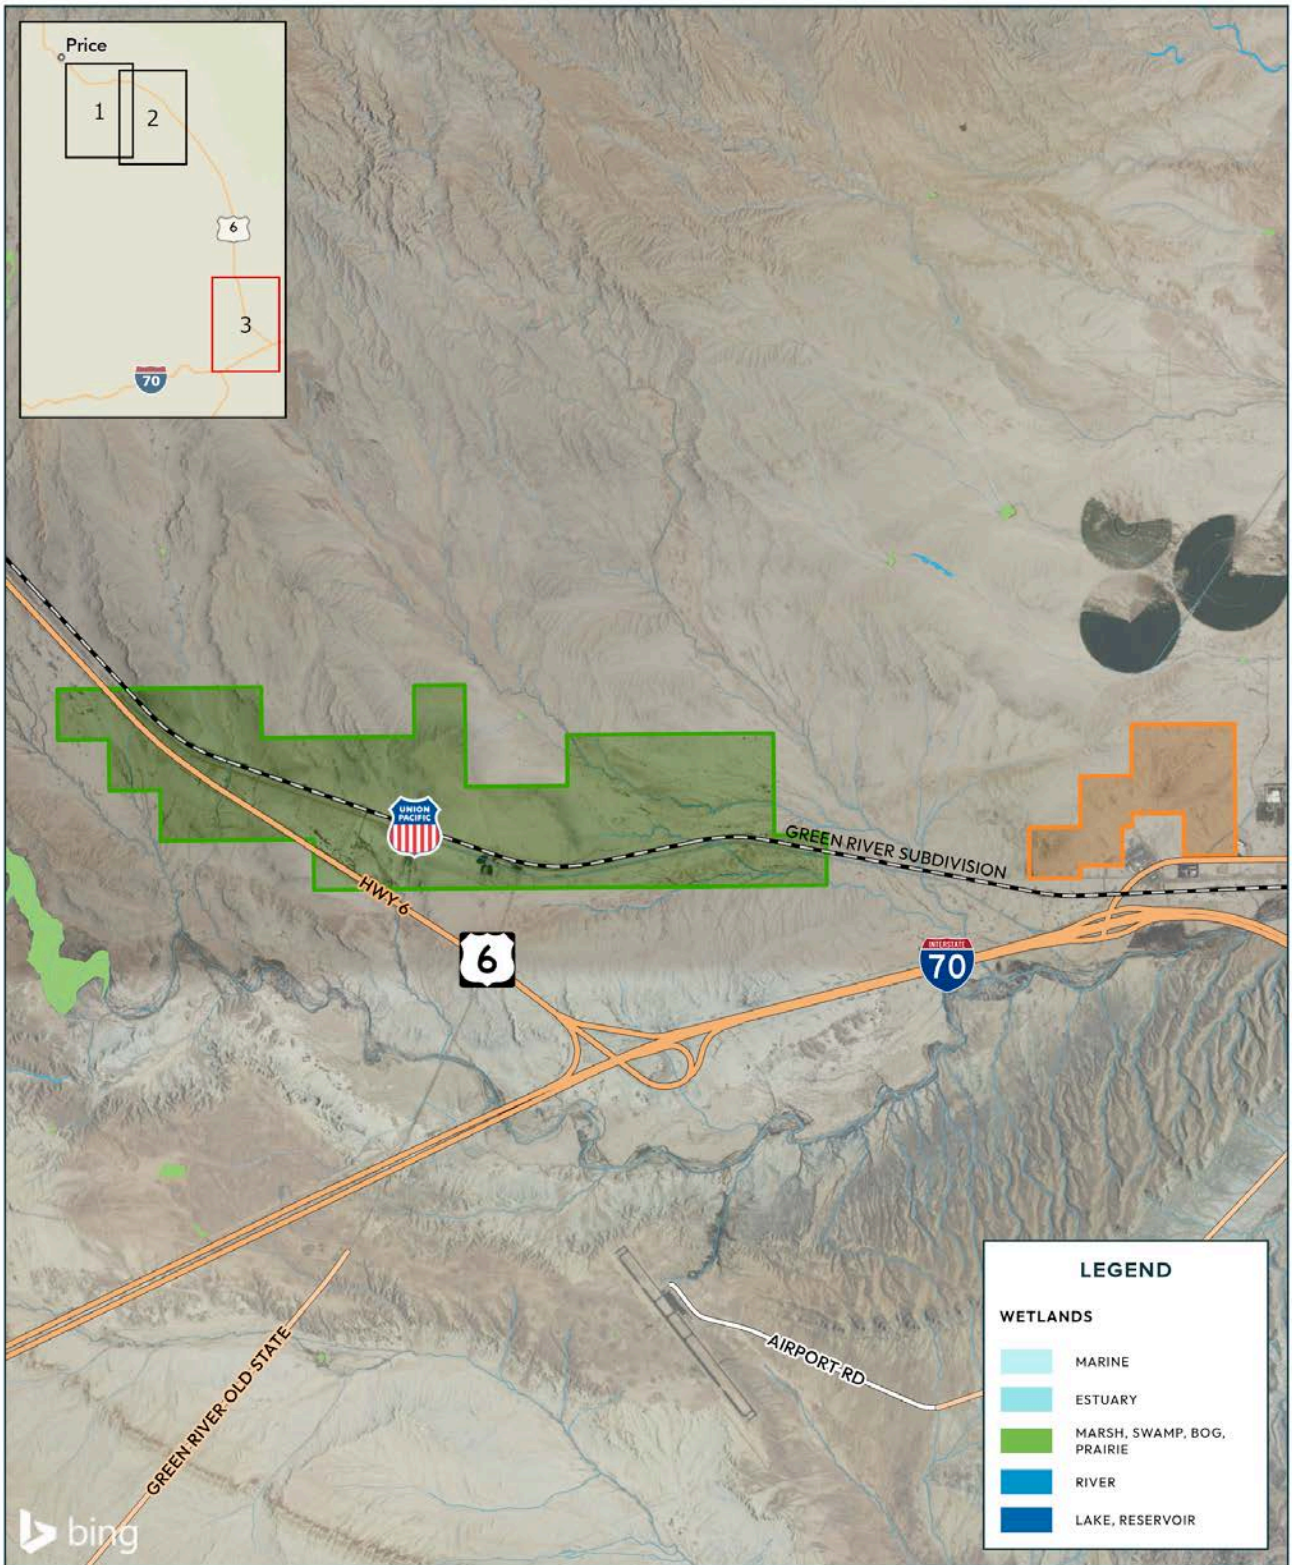 Price
1
2
6
3
70
UNION
PACIFIC
GREEN RIVER SUBDIVISION
HWY 6
6
INTERSTATE
70
AIRPORT RD
GREEN RIVER OLD STATE
LEGEND
WETLANDS
MARINE
ESTUARY
MARSH, SWAMP, BOG,
PRAIRIE
RIVER
LAKE, RESERVOIR
bing